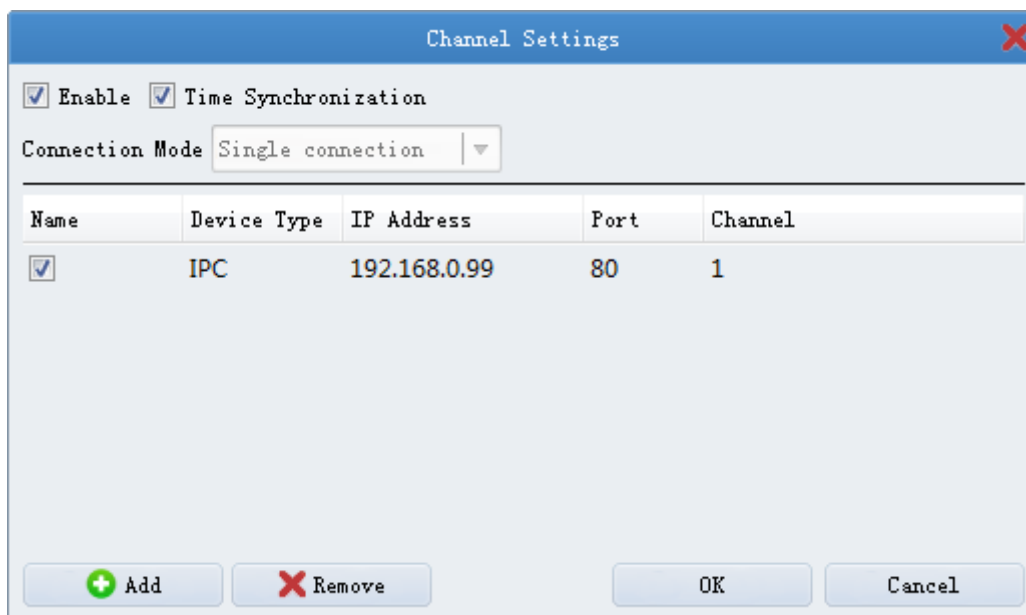 Channel Settings
Enable Time Synchronization
Connection Mode Single connection
Name Device Type IP Address Port Channel
IPC 192.168.0.99 80 1
Add Remove OK Cancel